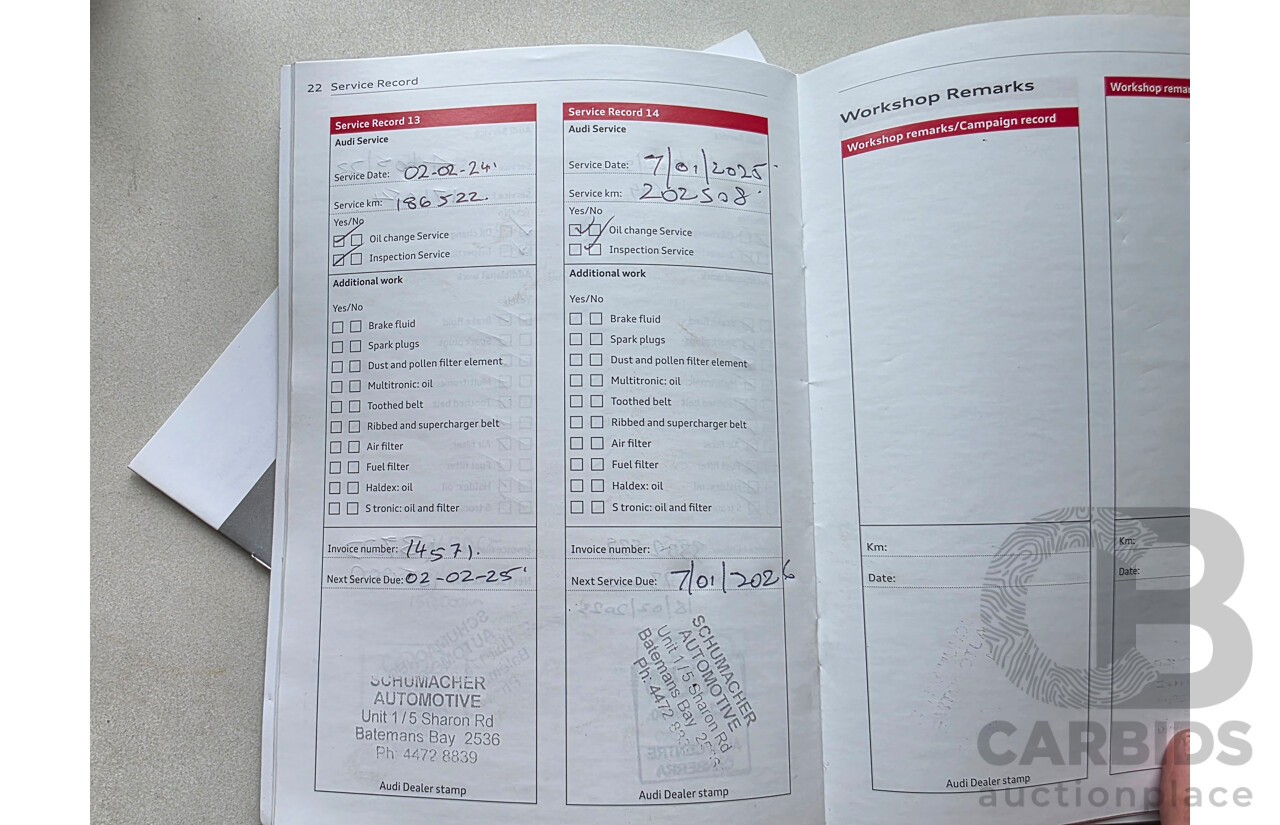 22 Service Record
Service Record 13
Audi Service
Service Date: 02-02-24
Service km: 186522.
Yes/No
Oil change Service
Inspection Service
Additional work
Yes/No
Brake fluid
Spark plugs
Dust and pollen filter element
Multitronic: oil
Toothed belt
Ribbed and supercharger belt
Air filter
Fuel filter
Haldex: oil
S tronic: oil and filter
Invoice number: 14571.
Next Service Due: 02-02-25
SCHUMACHER
AUTOMOTIVE
Unit 1/5 Sharon Rd
Batemans Bay 2536
Ph: 4472 8839
Audi Dealer stamp
Service Record 14
Audi Service
Service Date: 7/01/2025
Service km: 202508
Yes/No
Oil change Service
Inspection Service
Additional work
Yes/No
Brake fluid
Spark plugs
Dust and pollen filter element
Multitronic: oil
Toothed belt
Ribbed and supercharger belt
Air filter
Fuel filter
Haldex: oil
S tronic: oil and filter
Invoice number:
Next Service Due: 7/01/2026
SCHUMACHER
AUTOMOTIVE
Unit 1/5 Sharon Rd
Batemans Bay
Ph: 4472
Audi Dealer stamp
Workshop Remarks
Workshop remarks/Campaign record
Km:
Date:
Audi Dealer stamp
Workshop
Km:
Date:
CB
CARBIDS
auctionplace